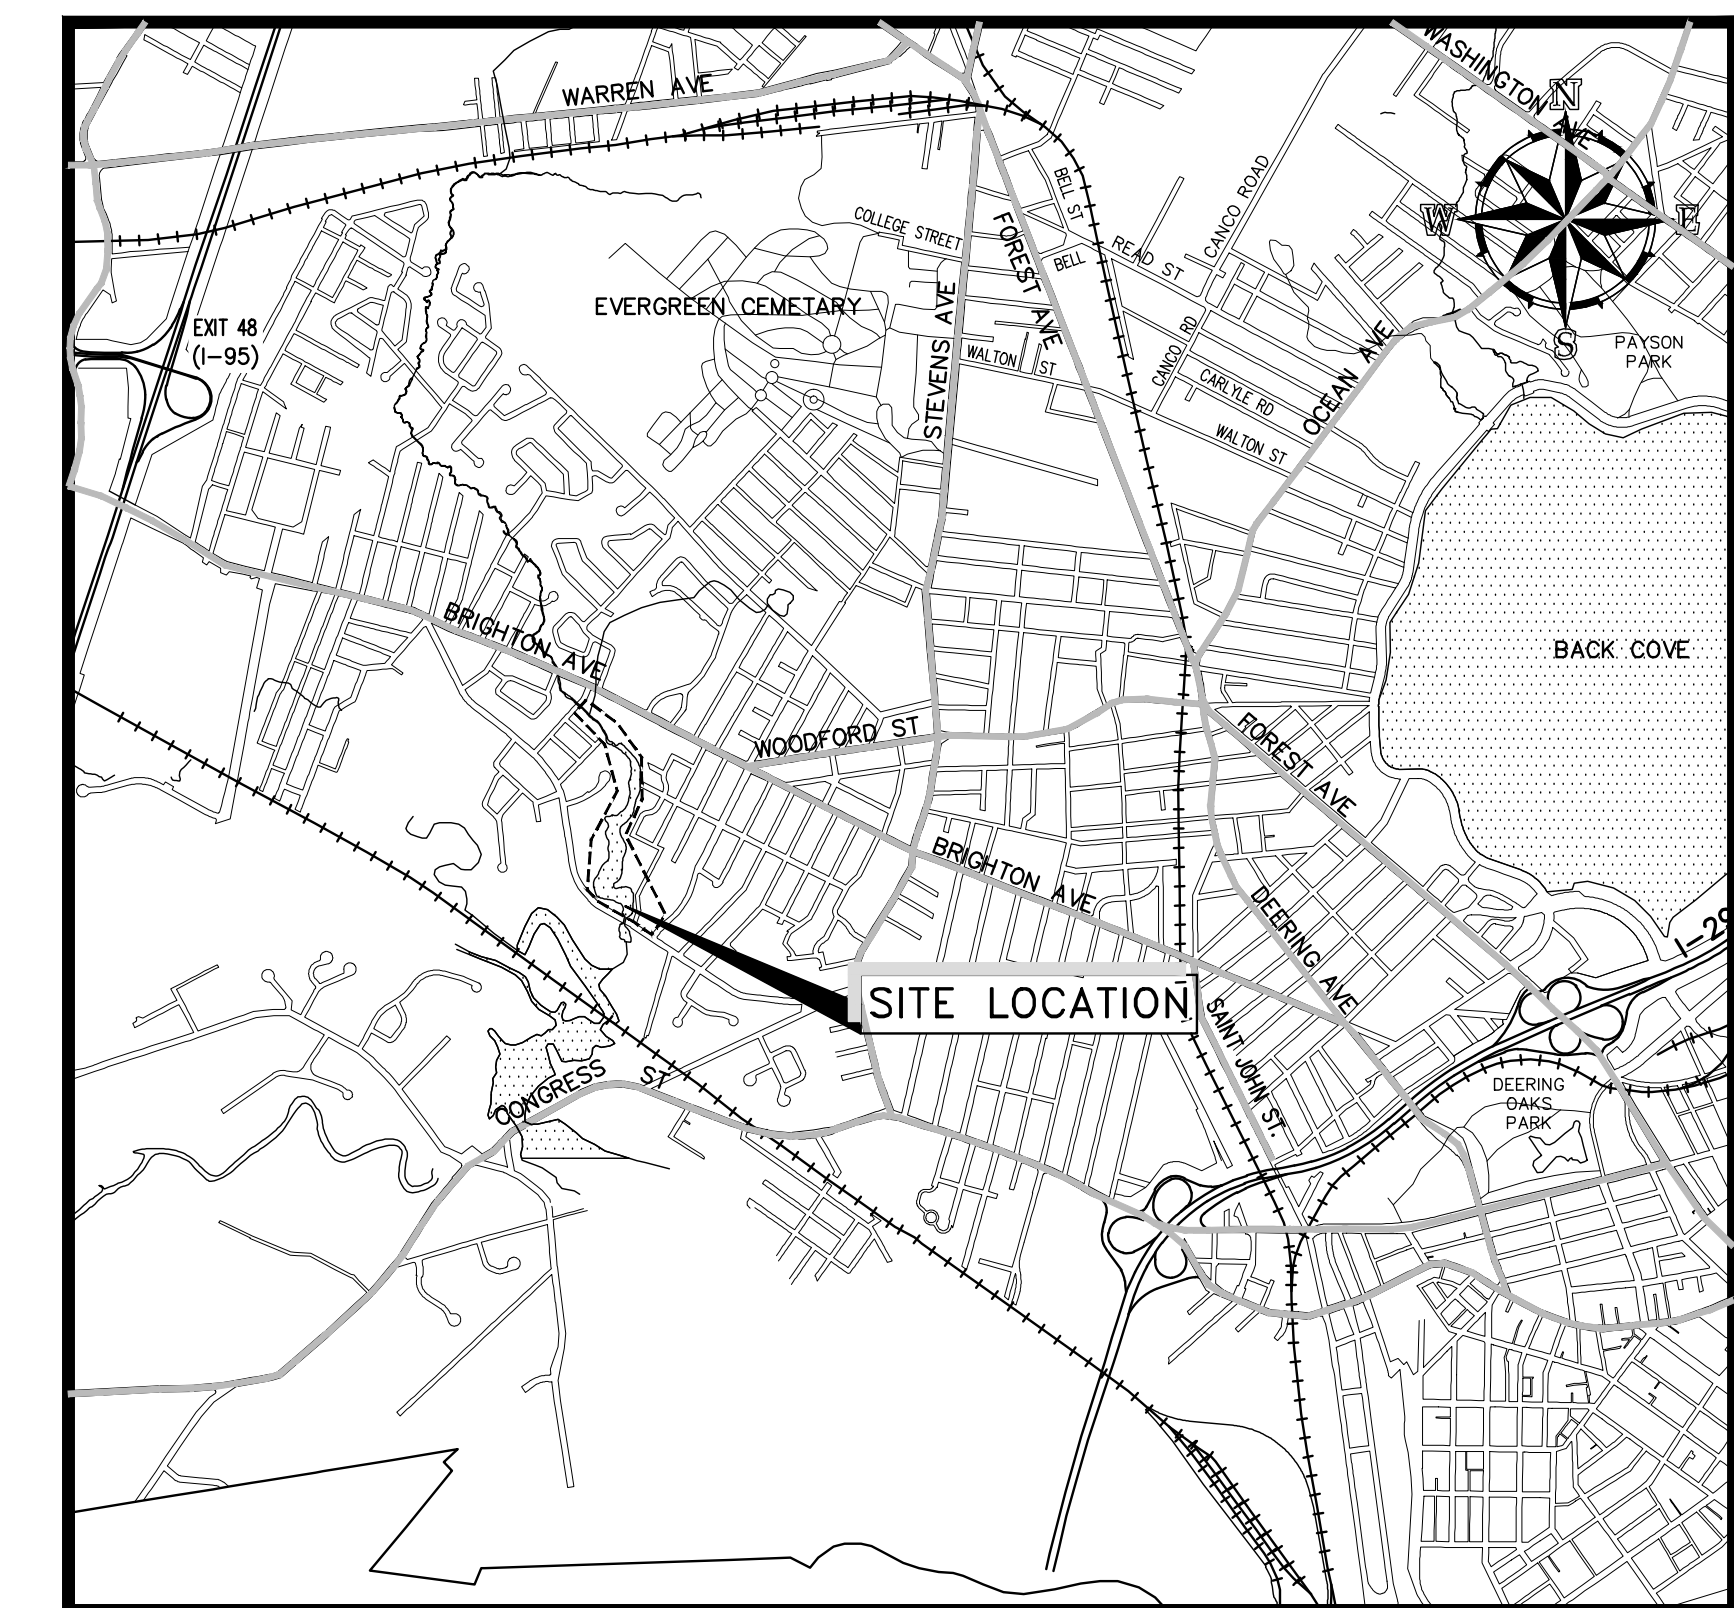 WASHINGTON AVE
N
WARREN AVE
BELL ST
CANCO ROAD
COLLEGE STREET
FOREST AVE
READ ST
BELL
W
E
EVERGREEN CEMETARY
STEVENS AVE
EXIT 48
(I-95)
WALTON ST
CANCO RD
CARLYLE RD
OCEAN AVE
S
PAYSON
PARK
WALTON ST
BRIGHTON AVE
BACK COVE
WOODFORD ST
FOREST AVE
BRIGHTON AVE
DEERING AVE
I-29
SITE LOCATION
SAINT JOHN ST.
CONGRESS ST
DEERING
OAKS
PARK